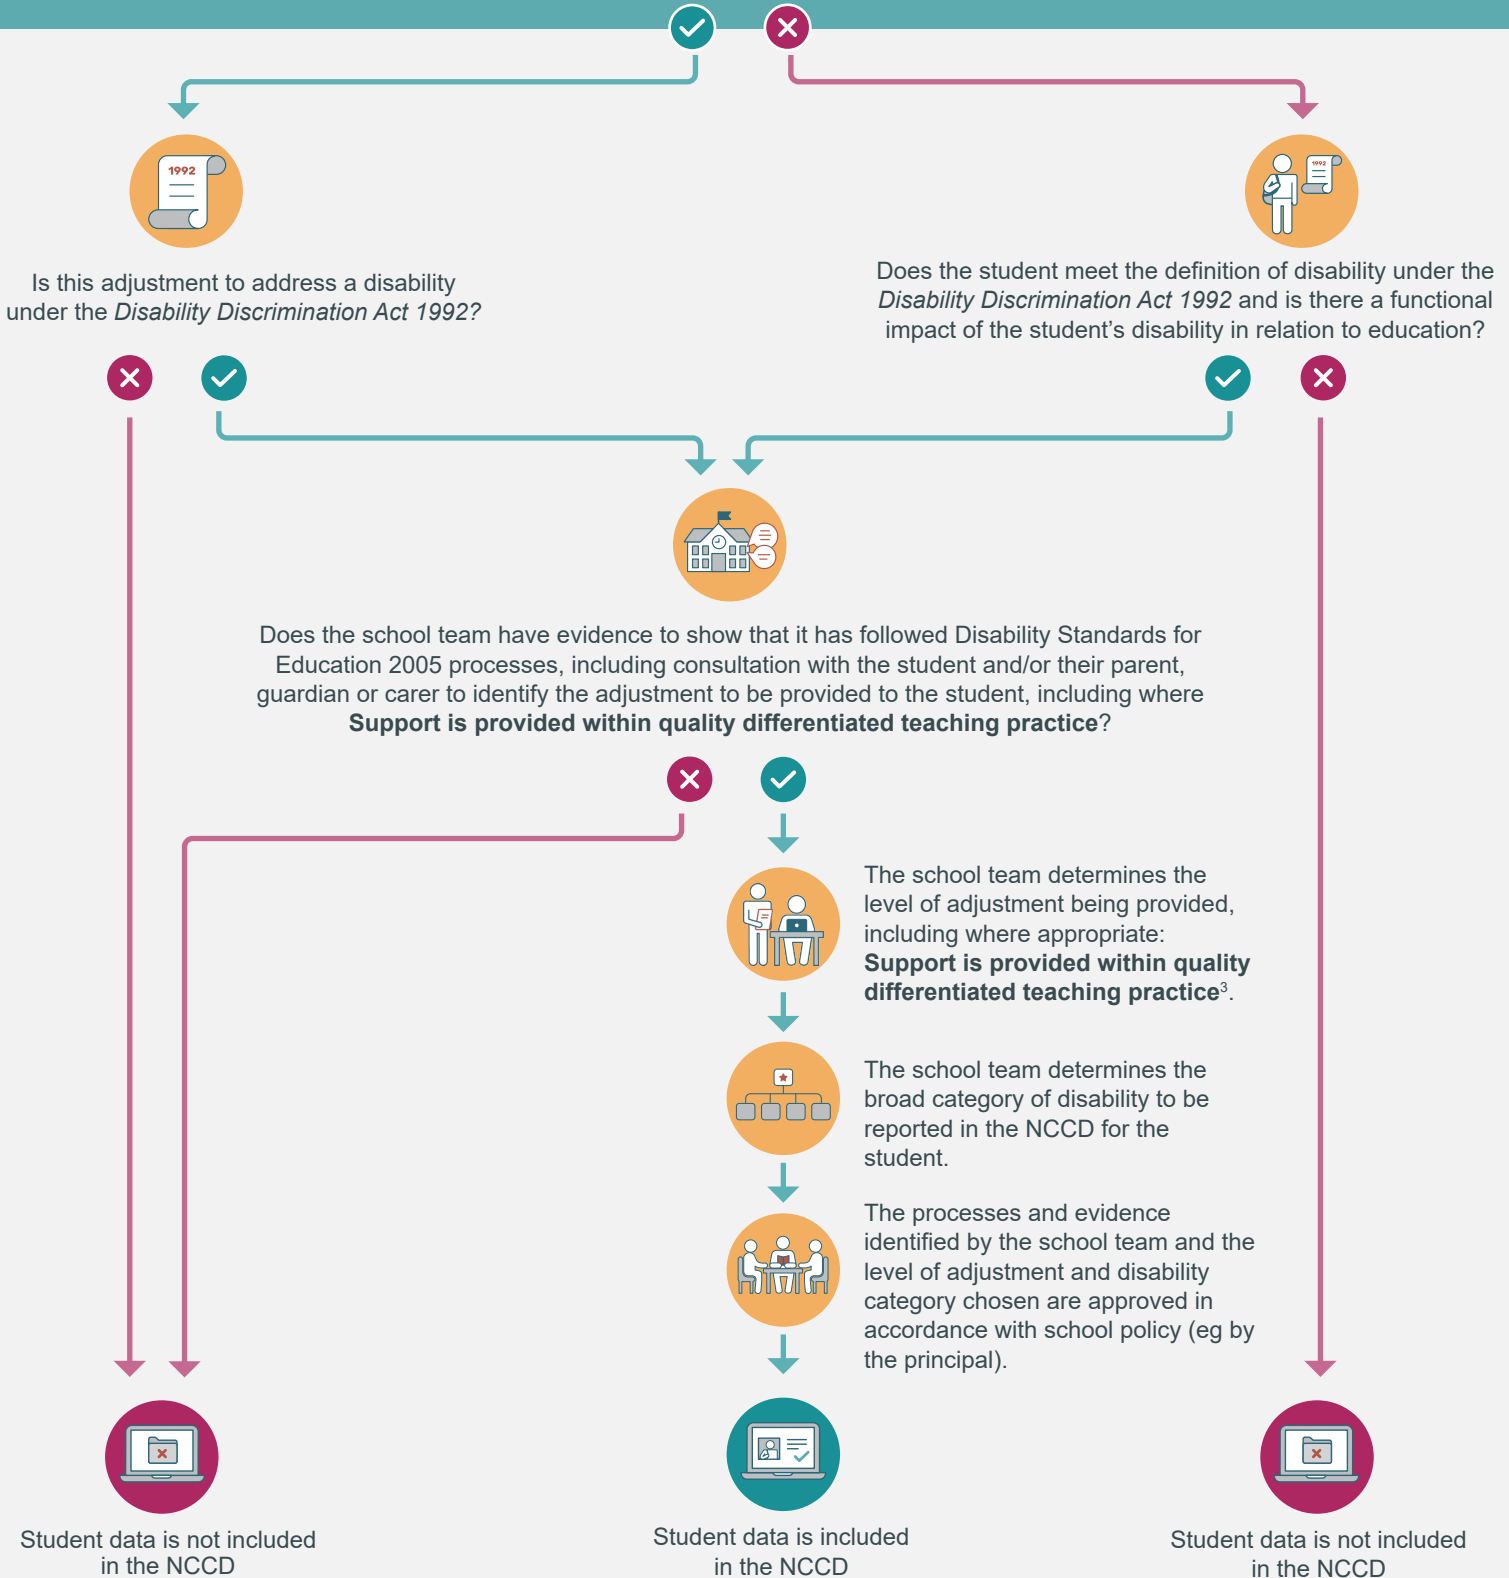 1992
1992
Is this adjustment to address a disability
under the Disability Discrimination Act 1992?
Does the student meet the definition of disability under the
Disability Discrimination Act 1992 and is there a functional
impact of the student’s disability in relation to education?
Does the school team have evidence to show that it has followed Disability Standards for
Education 2005 processes, including consultation with the student and/or their parent,
guardian or carer to identify the adjustment to be provided to the student, including where
Support is provided within quality differentiated teaching practice?
The school team determines the
level of adjustment being provided,
including where appropriate:
Support is provided within quality
differentiated teaching practice³.
The school team determines the
broad category of disability to be
reported in the NCCD for the
student.
The processes and evidence
identified by the school team and the
level of adjustment and disability
category chosen are approved in
accordance with school policy (eg by
the principal).
Student data is not included
in the NCCD
Student data is included
in the NCCD
Student data is not included
in the NCCD